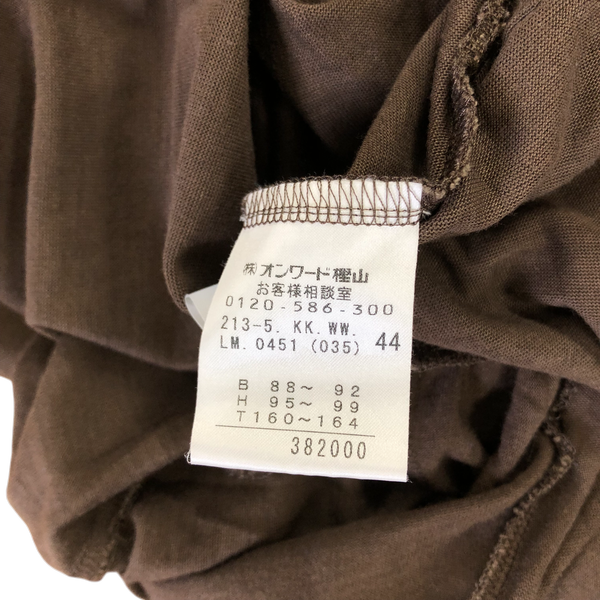 (株)オンワード樫山
お客様相談室
0120-586-300
213-5. KK. WW.
LM. 0451 (035) 44
B 88～ 92
H 95～ 99
T160～164
382000